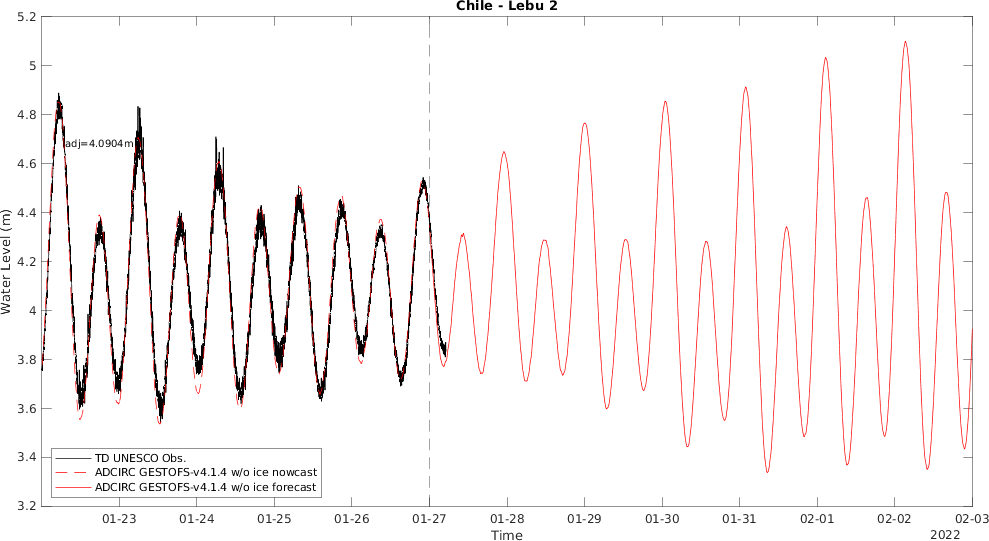 Chile - Lebu 2
5.2
5
4.8
4.6
4.4
4.2
4
3.8
3.6
3.4
3.2
Water Level (m)
adj=4.0904m
TD UNESCO Obs.
ADCIRC GESTOFS-v4.1.4 w/o ice nowcast
ADCIRC GESTOFS-v4.1.4 w/o ice forecast
01-23 01-24 01-25 01-26 01-27 01-28 01-29 01-30 01-31 02-01 02-02 02-03
Time
2022